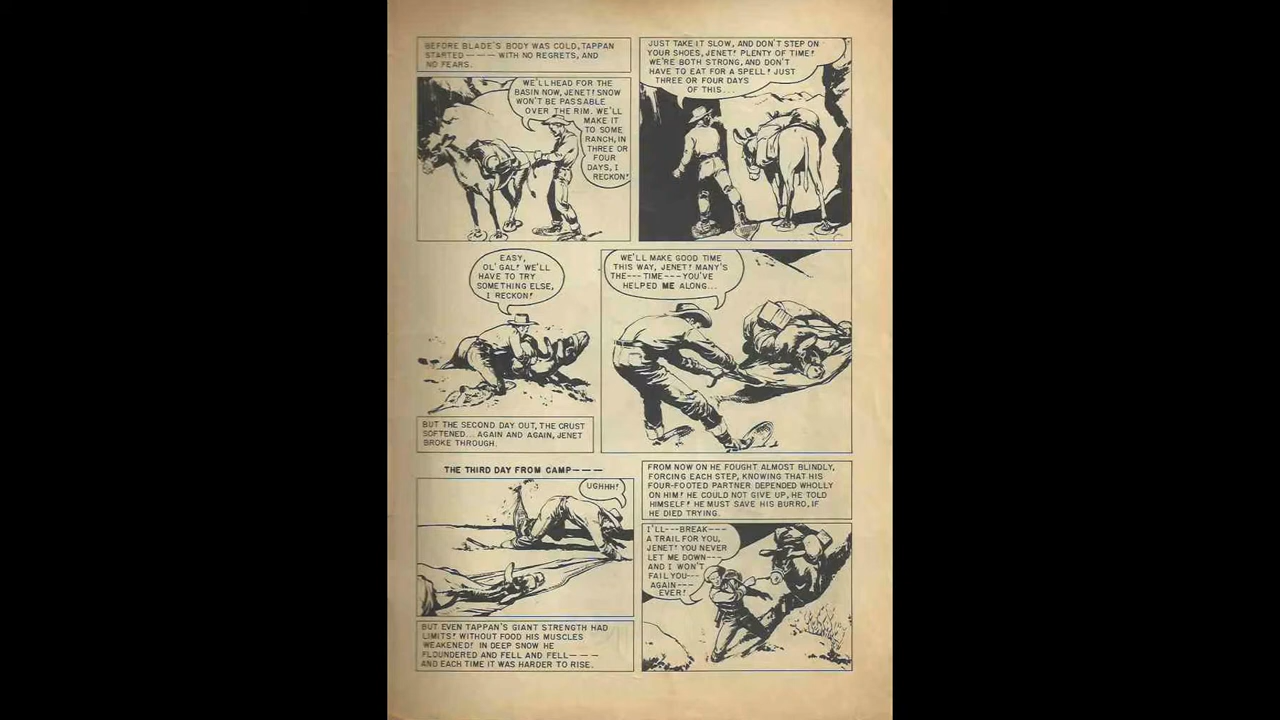 BEFORE BLADE'S BODY WAS COLD, TAPPAN
STARTED ———— WITH NO REGRETS, AND
NO FEARS.
WE'LL HEAD FOR THE
BASIN NOW, JENET! SNOW
WON'T BE PASSABLE
OVER THE RIM. WE'LL
MAKE IT
TO SOME
RANCH, IN
THREE OR
FOUR
DAYS, I
RECKON!
JUST TAKE IT SLOW, AND DON'T STEP ON
YOUR SHOES, JENET! PLENTY OF TIME!
WE'RE BOTH STRONG, AND DON'T
HAVE TO EAT FOR A SPELL! JUST
THREE OR FOUR DAYS
OF THIS...
EASY,
OL' GAL! WE'LL
HAVE TO TRY
SOMETHING ELSE,
I RECKON!
BUT THE SECOND DAY OUT, THE CRUST
SOFTENED... AGAIN AND AGAIN, JENET
BROKE THROUGH.
WE'LL MAKE GOOD TIME
THIS WAY, JENET! MANY'S
THE---TIME---YOU'VE
HELPED ME ALONG...
THE THIRD DAY FROM CAMP————
UGHHH!
BUT EVEN TAPPAN'S GIANT STRENGTH HAD
LIMITS! WITHOUT FOOD HIS MUSCLES
WEAKENED! IN DEEP SNOW HE
FLOUNDERED AND FELL AND FELL————
AND EACH TIME IT WAS HARDER TO RISE.
FROM NOW ON HE FOUGHT ALMOST BLINDLY,
FORCING EACH STEP, KNOWING THAT HIS
FOUR-FOOTED PARTNER DEPENDED WHOLLY
ON HIM! HE COULD NOT GIVE UP, HE TOLD
HIMSELF! HE MUST SAVE HIS BURRO, IF
HE DIED TRYING.
I'LL---BREAK---
A TRAIL FOR YOU,
JENET! YOU NEVER
LET ME DOWN---
AND I WON'T
FAIL YOU---
AGAIN---
EVER!